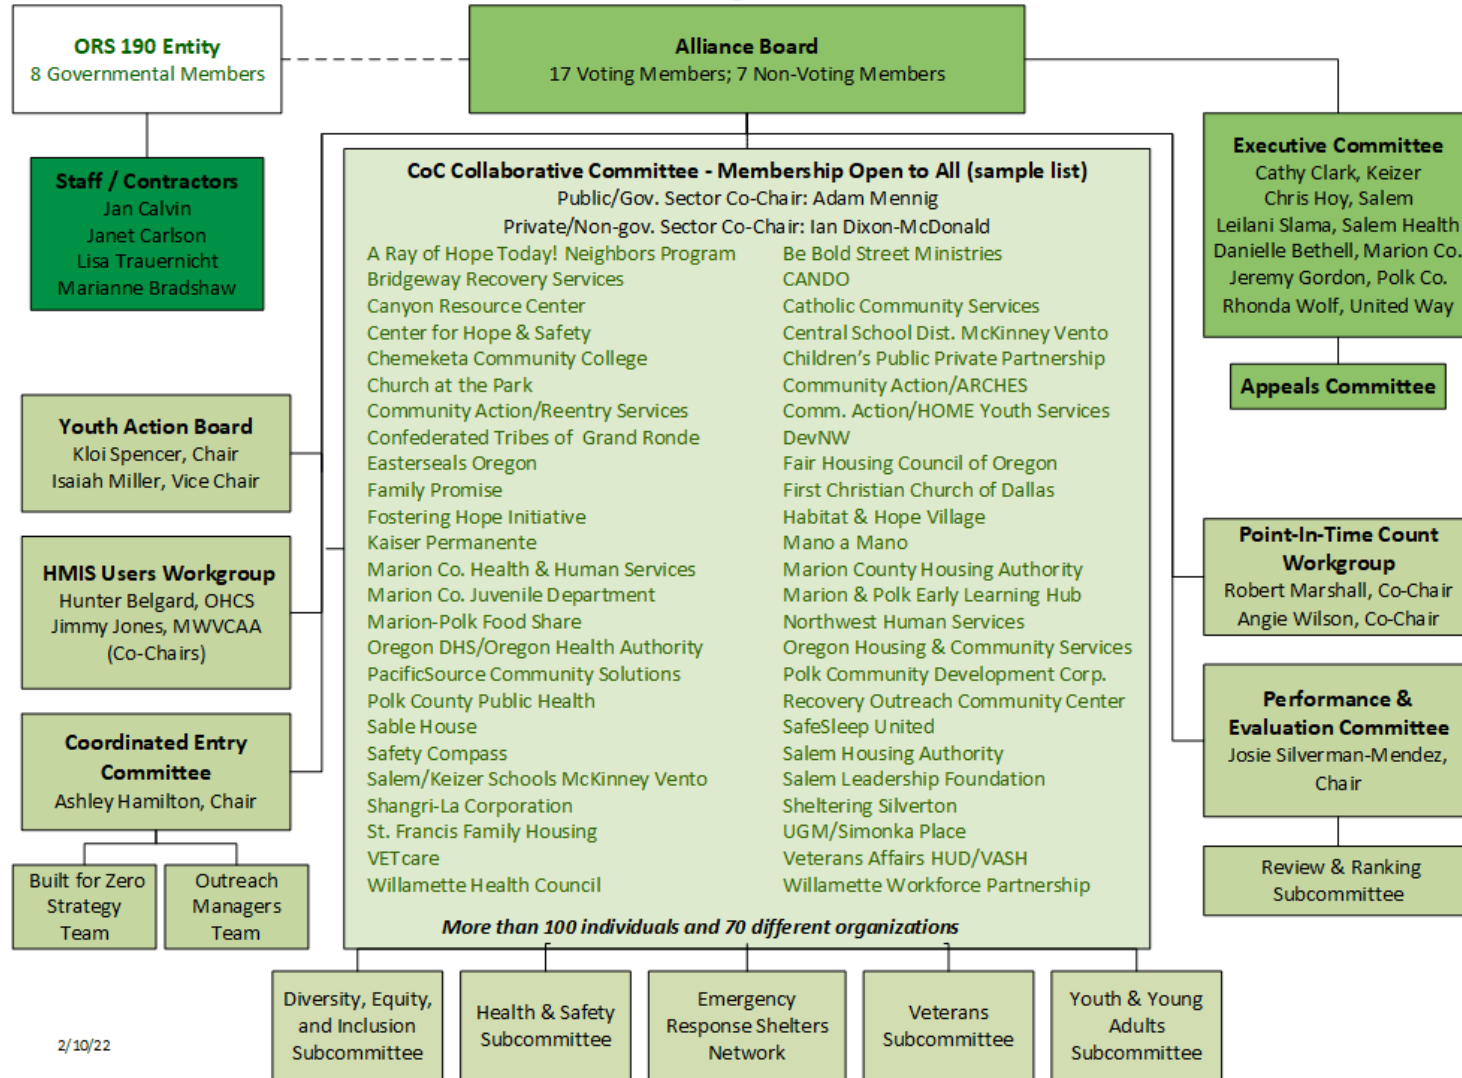 ORS 190 Entity
8 Governmental Members
Alliance Board
17 Voting Members; 7 Non-Voting Members
Staff / Contractors
Jan Calvin
Janet Carlson
Lisa Trauernicht
Marianne Bradshaw
Executive Committee
Cathy Clark, Keizer
Chris Hoy, Salem
Leilani Slama, Salem Health
Danielle Bethell, Marion Co.
Jeremy Gordon, Polk Co.
Rhonda Wolf, United Way
Appeals Committee
CoC Collaborative Committee - Membership Open to All (sample list)
Public/Gov. Sector Co-Chair: Adam Mennig
Private/Non-gov. Sector Co-Chair: Ian Dixon-McDonald
A Ray of Hope Today! Neighbors Program
Bridgeway Recovery Services
Canyon Resource Center
Center for Hope & Safety
Chemeketa Community College
Church at the Park
Community Action/Reentry Services
Confederated Tribes of Grand Ronde
Easterseals Oregon
Family Promise
Fostering Hope Initiative
Kaiser Permanente
Marion Co. Health & Human Services
Marion Co. Juvenile Department
Marion-Polk Food Share
Oregon DHS/Oregon Health Authority
PacificSource Community Solutions
Polk County Public Health
Sable House
Safety Compass
Salem/Keizer Schools McKinney Vento
Shangri-La Corporation
St. Francis Family Housing
VETcare
Willamette Health Council
Be Bold Street Ministries
CANDO
Catholic Community Services
Central School Dist. McKinney Vento
Children's Public Private Partnership
Community Action/ARCHES
Comm. Action/HOME Youth Services
DevNW
Fair Housing Council of Oregon
First Christian Church of Dallas
Habitat & Hope Village
Mano a Mano
Marion County Housing Authority
Marion & Polk Early Learning Hub
Northwest Human Services
Oregon Housing & Community Services
Polk Community Development Corp.
Recovery Outreach Community Center
SafeSleep United
Salem Housing Authority
Salem Leadership Foundation
Sheltering Silverton
UGM/Simonka Place
Veterans Affairs HUD/VASH
Willamette Workforce Partnership
More than 100 individuals and 70 different organizations
Youth Action Board
Kloi Spencer, Chair
Isaiah Miller, Vice Chair
HMIS Users Workgroup
Hunter Belgard, OHCS
Jimmy Jones, MWVCAA
(Co-Chairs)
Coordinated Entry
Committee
Ashley Hamilton, Chair
Built for Zero
Strategy
Team
Outreach
Managers
Team
Point-In-Time Count
Workgroup
Robert Marshall, Co-Chair
Angie Wilson, Co-Chair
Performance &
Evaluation Committee
Josie Silverman-Mendez,
Chair
Review & Ranking
Subcommittee
Diversity, Equity,
and Inclusion
Subcommittee
Health & Safety
Subcommittee
Emergency
Response Shelters
Network
Veterans
Subcommittee
Youth & Young
Adults
Subcommittee
2/10/22